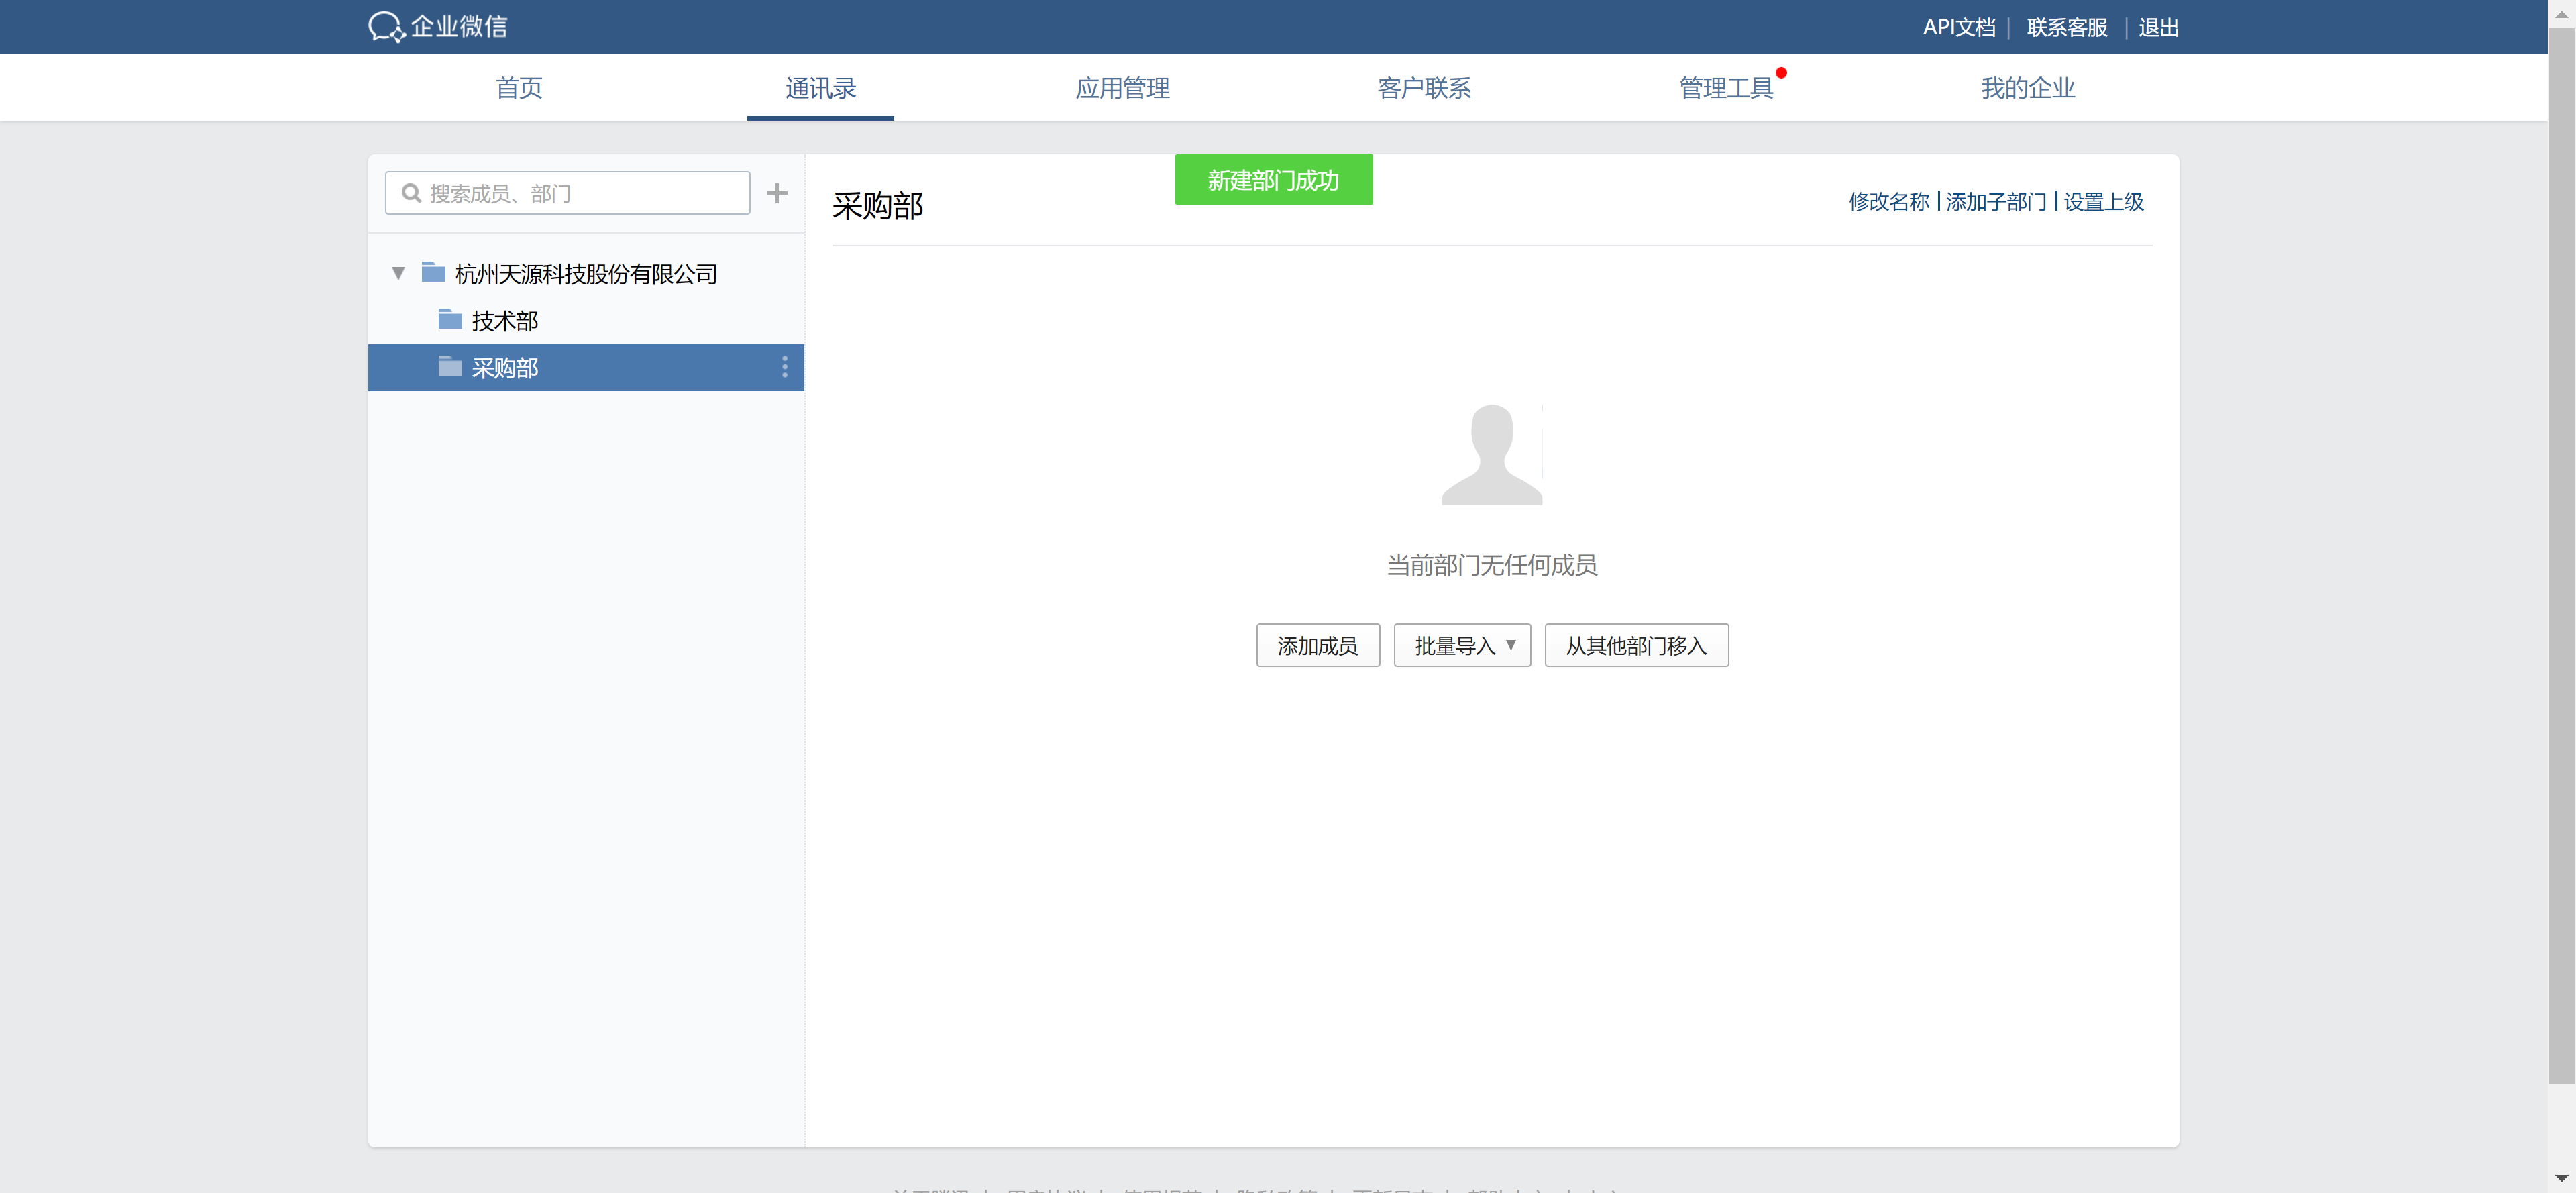 企业微信
API文档 | 联系客服 | 退出
首页 通讯录 应用管理 客户联系 管理工具 我的企业
搜索成员、部门
新建部门成功
采购部
修改名称 | 添加子部门 | 设置上级
杭州天源科技股份有限公司
技术部
采购部
当前部门无任何成员
添加成员 批量导入 从其他部门移入